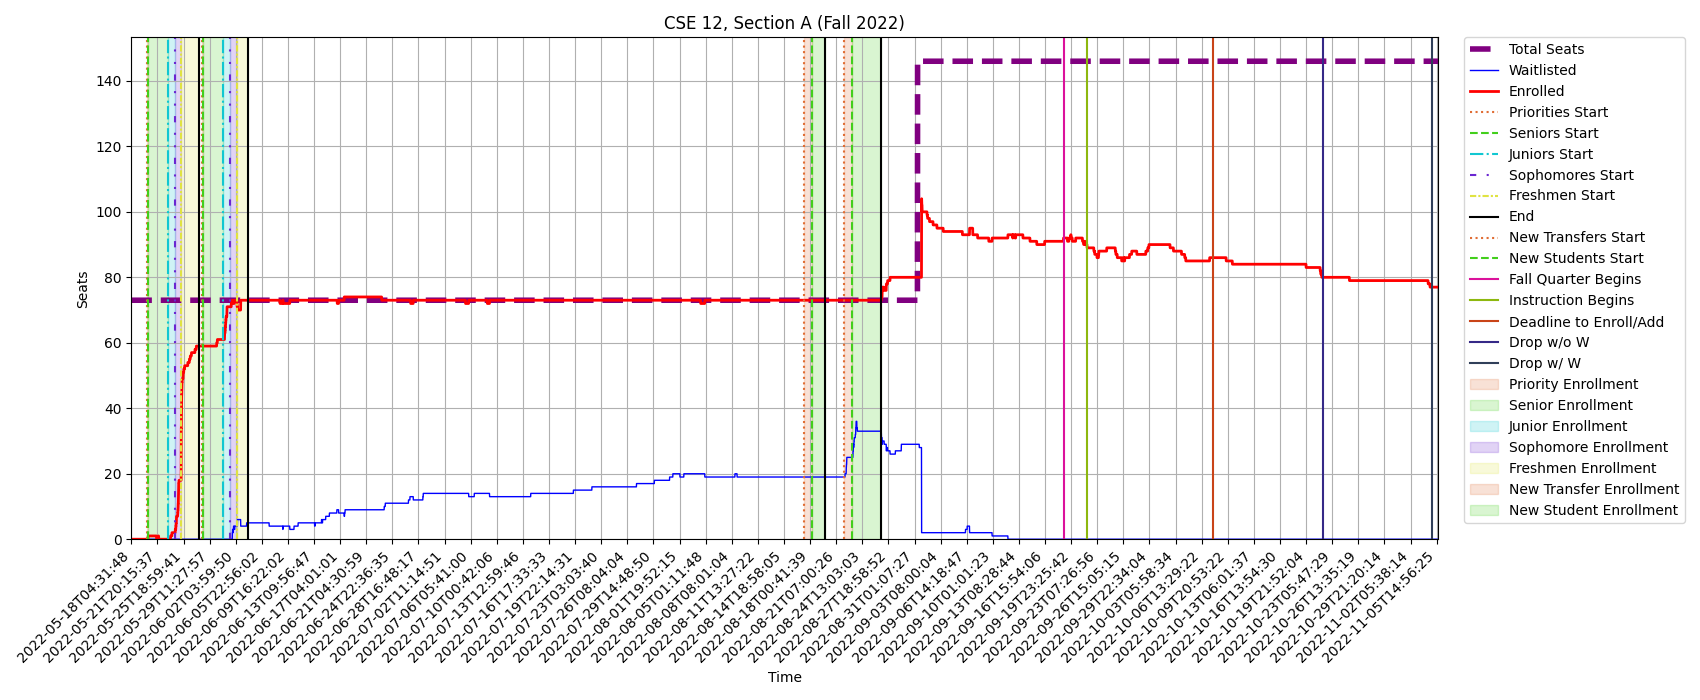 CSE 12, Section A (Fall 2022)
Seats
140
120
100
80
60
40
20
0
2022-05-18T04:31:48
2022-05-21T20:15:37
2022-05-25T18:59:41
2022-05-29T11:27:57
2022-06-02T03:59:50
2022-06-05T22:56:02
2022-06-09T16:22:02
2022-06-13T09:56:47
2022-06-17T04:01:01
2022-06-21T04:30:59
2022-06-24T22:36:35
2022-06-28T16:48:17
2022-07-02T11:14:51
2022-07-06T05:41:00
2022-07-10T00:42:06
2022-07-13T12:59:46
2022-07-16T17:33:33
2022-07-19T22:14:31
2022-07-23T03:03:40
2022-07-26T08:04:04
2022-07-29T14:48:50
2022-08-01T19:52:15
2022-08-05T01:11:48
2022-08-08T08:01:04
2022-08-11T13:27:22
2022-08-14T18:58:05
2022-08-18T00:41:39
2022-08-21T07:00:26
2022-08-24T13:03:03
2022-08-27T18:58:52
2022-08-31T01:07:27
2022-09-03T08:00:04
2022-09-06T14:18:47
2022-09-10T01:01:23
2022-09-13T08:28:44
2022-09-16T15:54:06
2022-09-19T23:25:42
2022-09-23T07:26:56
2022-09-26T15:05:15
2022-09-29T22:34:04
2022-10-03T05:58:34
2022-10-06T13:29:22
2022-10-09T20:53:22
2022-10-13T06:01:37
2022-10-16T13:54:30
2022-10-19T21:52:04
2022-10-23T05:47:29
2022-10-26T13:35:19
2022-10-29T21:20:14
2022-11-02T05:38:14
2022-11-05T14:56:25
Time
Total Seats
Waitlisted
Enrolled
Priorities Start
Seniors Start
Juniors Start
Sophomores Start
Freshmen Start
End
New Transfers Start
New Students Start
Fall Quarter Begins
Instruction Begins
Deadline to Enroll/Add
Drop w/o W
Drop w/ W
Priority Enrollment
Senior Enrollment
Junior Enrollment
Sophomore Enrollment
Freshmen Enrollment
New Transfer Enrollment
New Student Enrollment